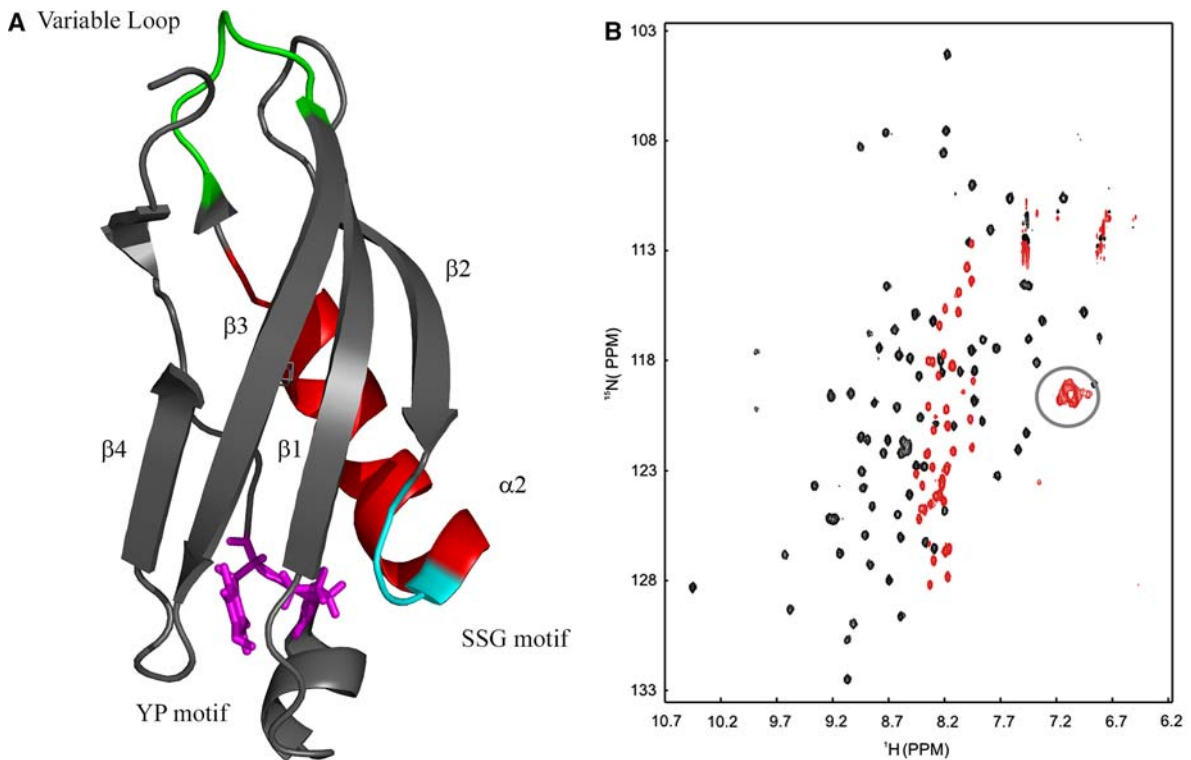 A Variable Loop
β2
β3
β1
β4
α2
SSG motif
YP motif
B
103
108
113
118
123
128
133
¹⁵N( PPM)
10.7 10.2 9.7 9.2 8.7 8.2 7.7 7.2 6.7 6.2
¹H (PPM)